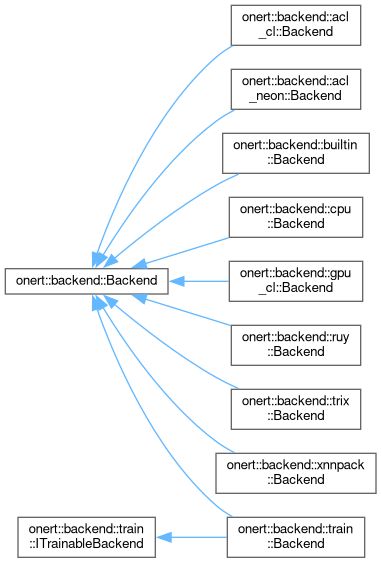 onert::backend::acl
_cl::Backend
onert::backend::acl
_neon::Backend
onert::backend::builtin
::Backend
onert::backend::cpu
::Backend
onert::backend::Backend
onert::backend::gpu
_cl::Backend
onert::backend::ruy
::Backend
onert::backend::trix
::Backend
onert::backend::xnnpack
::Backend
onert::backend::train
::ITrainableBackend
onert::backend::train
::Backend